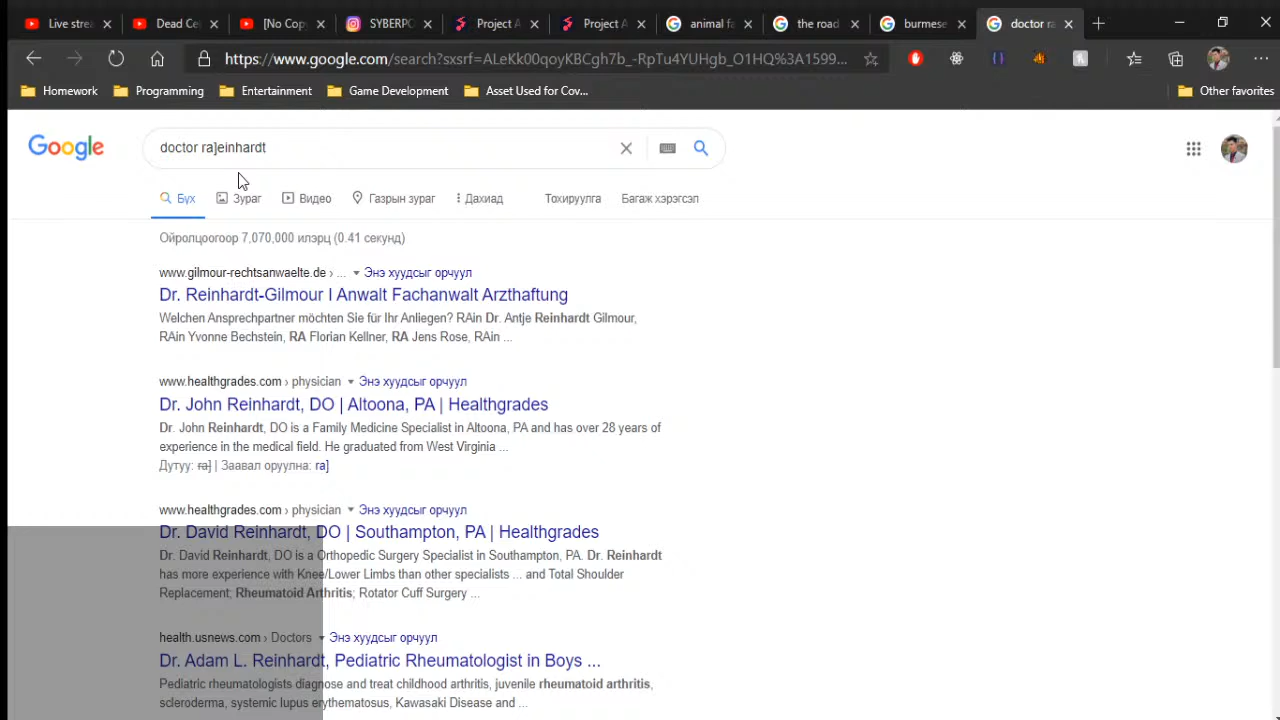 Live strea
Dead Ce
[No Copy
SYBERPC
Project A
Project A
animal fa
the road
burmese
doctor ra
https://www.google.com/search?sxsrf=ALeKk00qoyKBCgh7b_-RpTu4YUHgb_O1HQ%3A1599...
Homework
Programming
Entertainment
Game Development
Asset Used for Cov...
Other favorites
Google
doctor ra]einhardt
Бүх
Зураг
Видео
Газрын зураг
Дахиад
Тохируулга
Багаж хэрэгсэл
Ойролцоогоор 7,070,000 илэрц (0.41 секунд)
www.gilmour-rechtsanwaelte.de › ... Энэ хуудсыг орчуул
Dr. Reinhardt-Gilmour I Anwalt Fachanwalt Arzthaftung
Welchen Ansprechpartner möchten Sie für Ihr Anliegen? RAin Dr. Antje Reinhardt Gilmour,
RAin Yvonne Bechstein, RA Florian Kellner, RA Jens Rose, RAin ...
www.healthgrades.com › physician Энэ хуудсыг орчуул
Dr. John Reinhardt, DO | Altoona, PA | Healthgrades
Dr. John Reinhardt, DO is a Family Medicine Specialist in Altoona, PA and has over 28 years of
experience in the medical field. He graduated from West Virginia ...
Дутуу: ra] | Заавал оруулна: ra]
www.healthgrades.com › physician Энэ хуудсыг орчуул
Dr. David Reinhardt, DO | Southampton, PA | Healthgrades
Dr. David Reinhardt, DO is a Orthopedic Surgery Specialist in Southampton, PA. Dr. Reinhardt
has more experience with Knee/Lower Limbs than other specialists ... and Total Shoulder
Replacement; Rheumatoid Arthritis; Rotator Cuff Surgery ...
health.usnews.com › Doctors Энэ хуудсыг орчуул
Dr. Adam L. Reinhardt, Pediatric Rheumatologist in Boys ...
Pediatric rheumatologists diagnose and treat childhood arthritis, juvenile rheumatoid arthritis,
scleroderma, systemic lupus erythematosus, Kawasaki Disease and ...